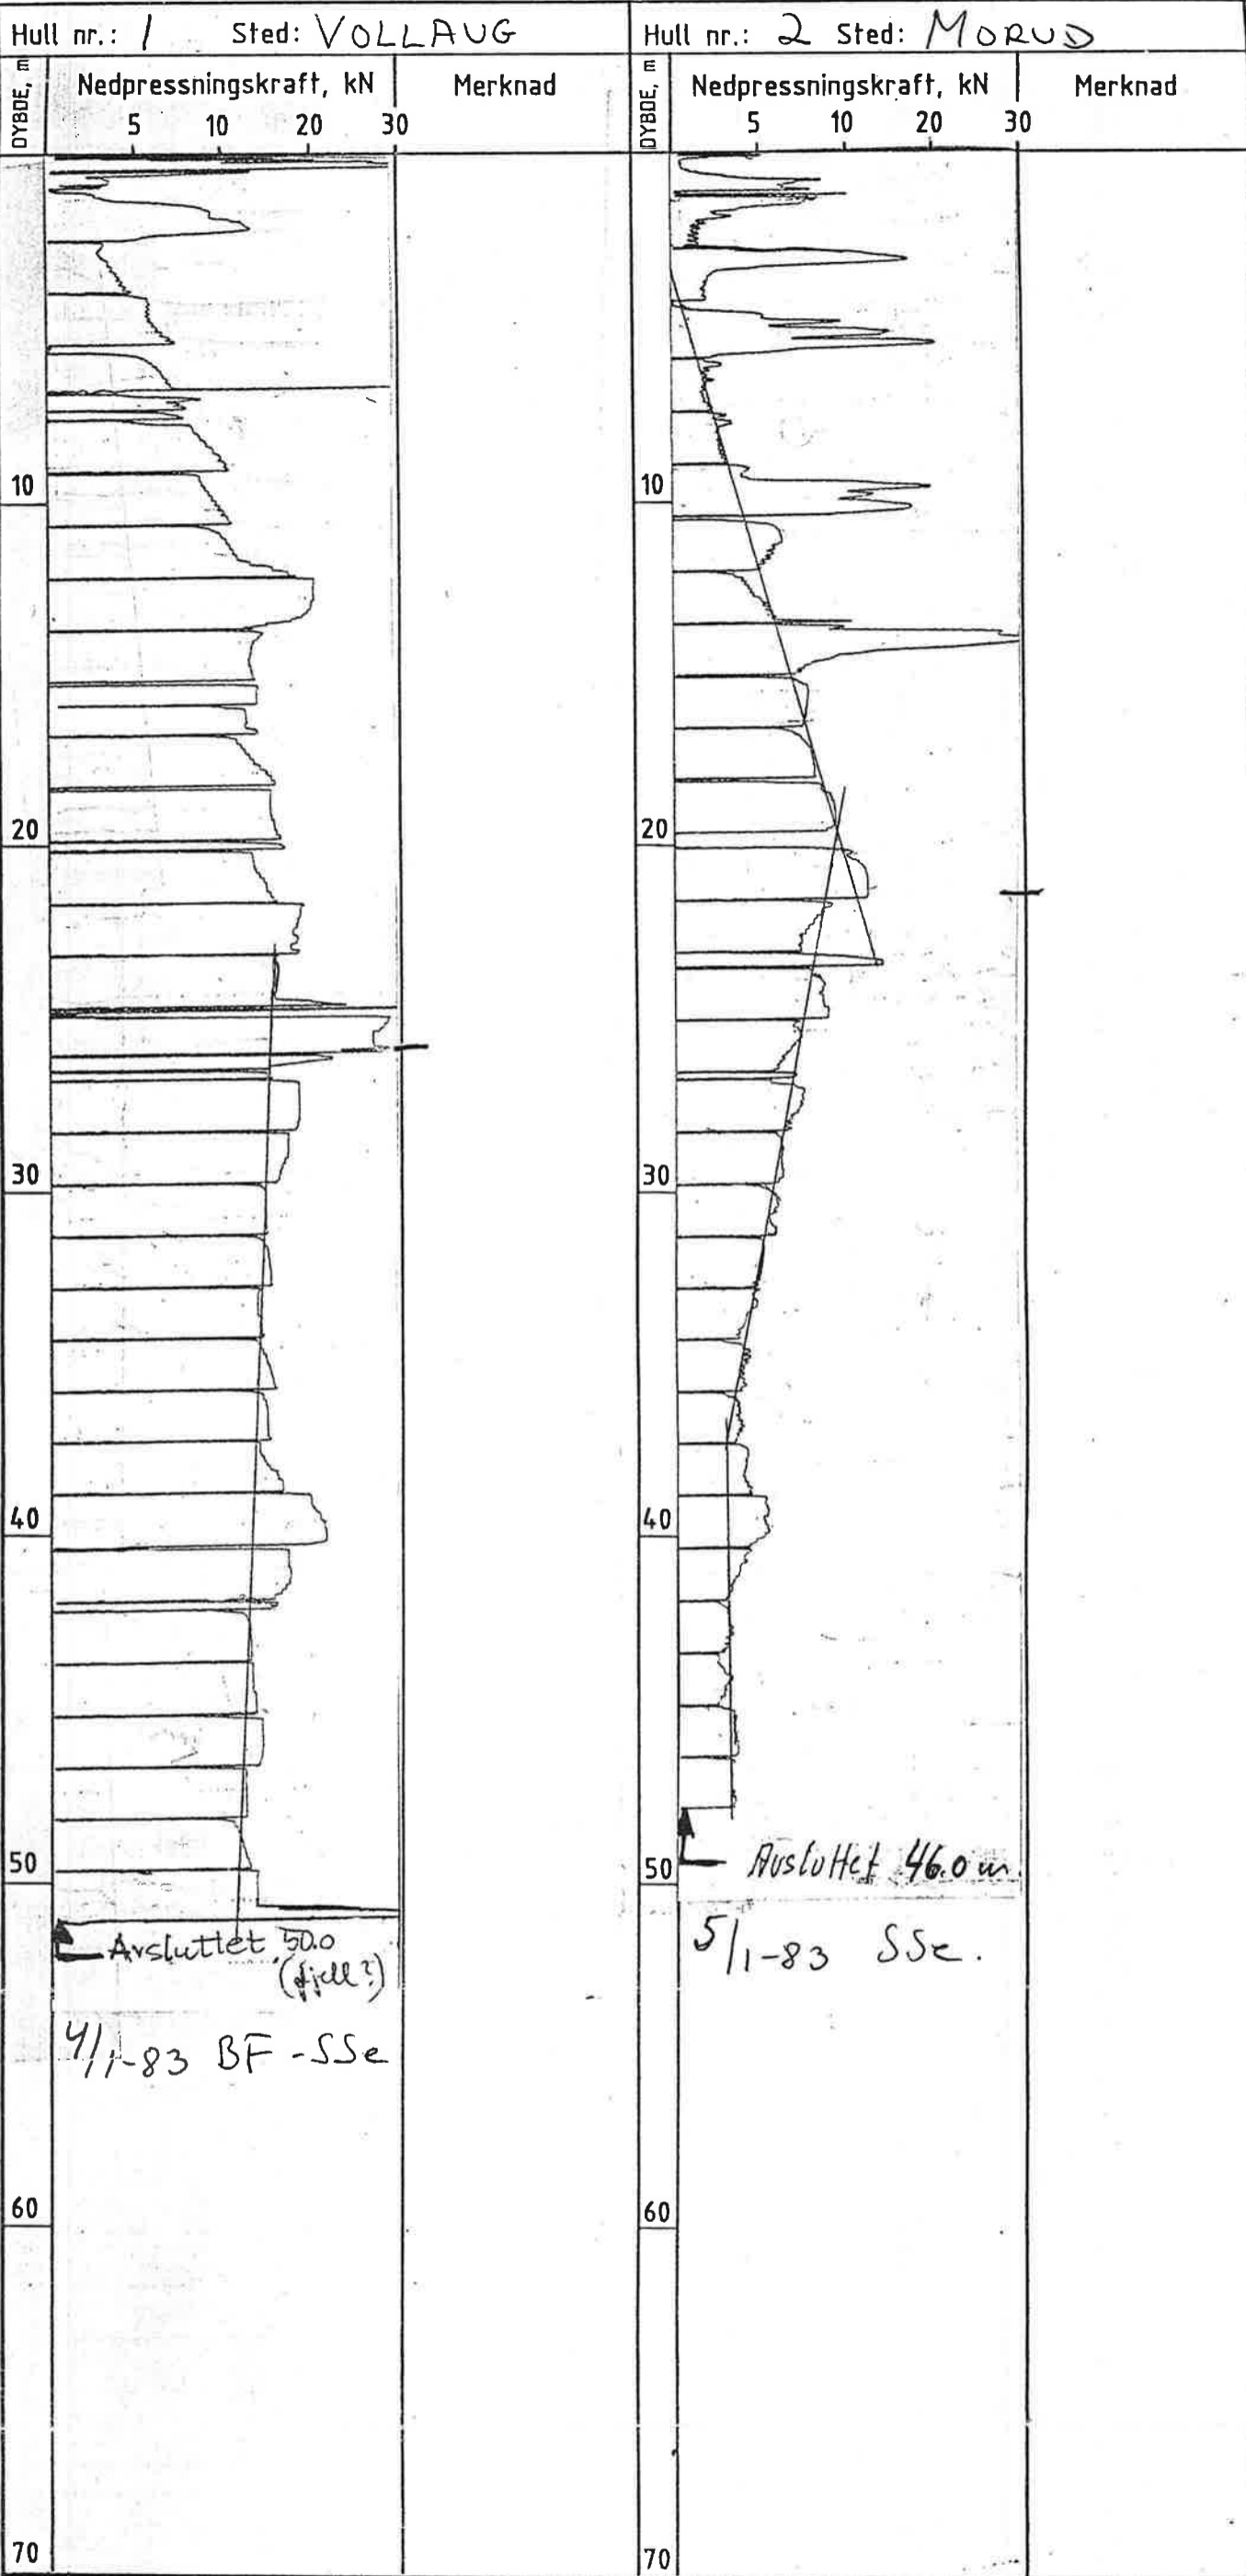 Hull nr.: 1 Sted: VOLLAUG
DYBDE, m
Nedpressningskraft, kN
Merknad
5 10 20 30
10
20
30
40
50
Avsluttet 50.0
(fjell?)
4/1-83 BF-SSe
60
70
Hull nr.: 2 Sted: MORUD
DYBDE, m
Nedpressningskraft, kN
Merknad
5 10 20 30
10
20
30
40
50
Avsluttet 46.0 m.
5/1-83 SSe.
60
70